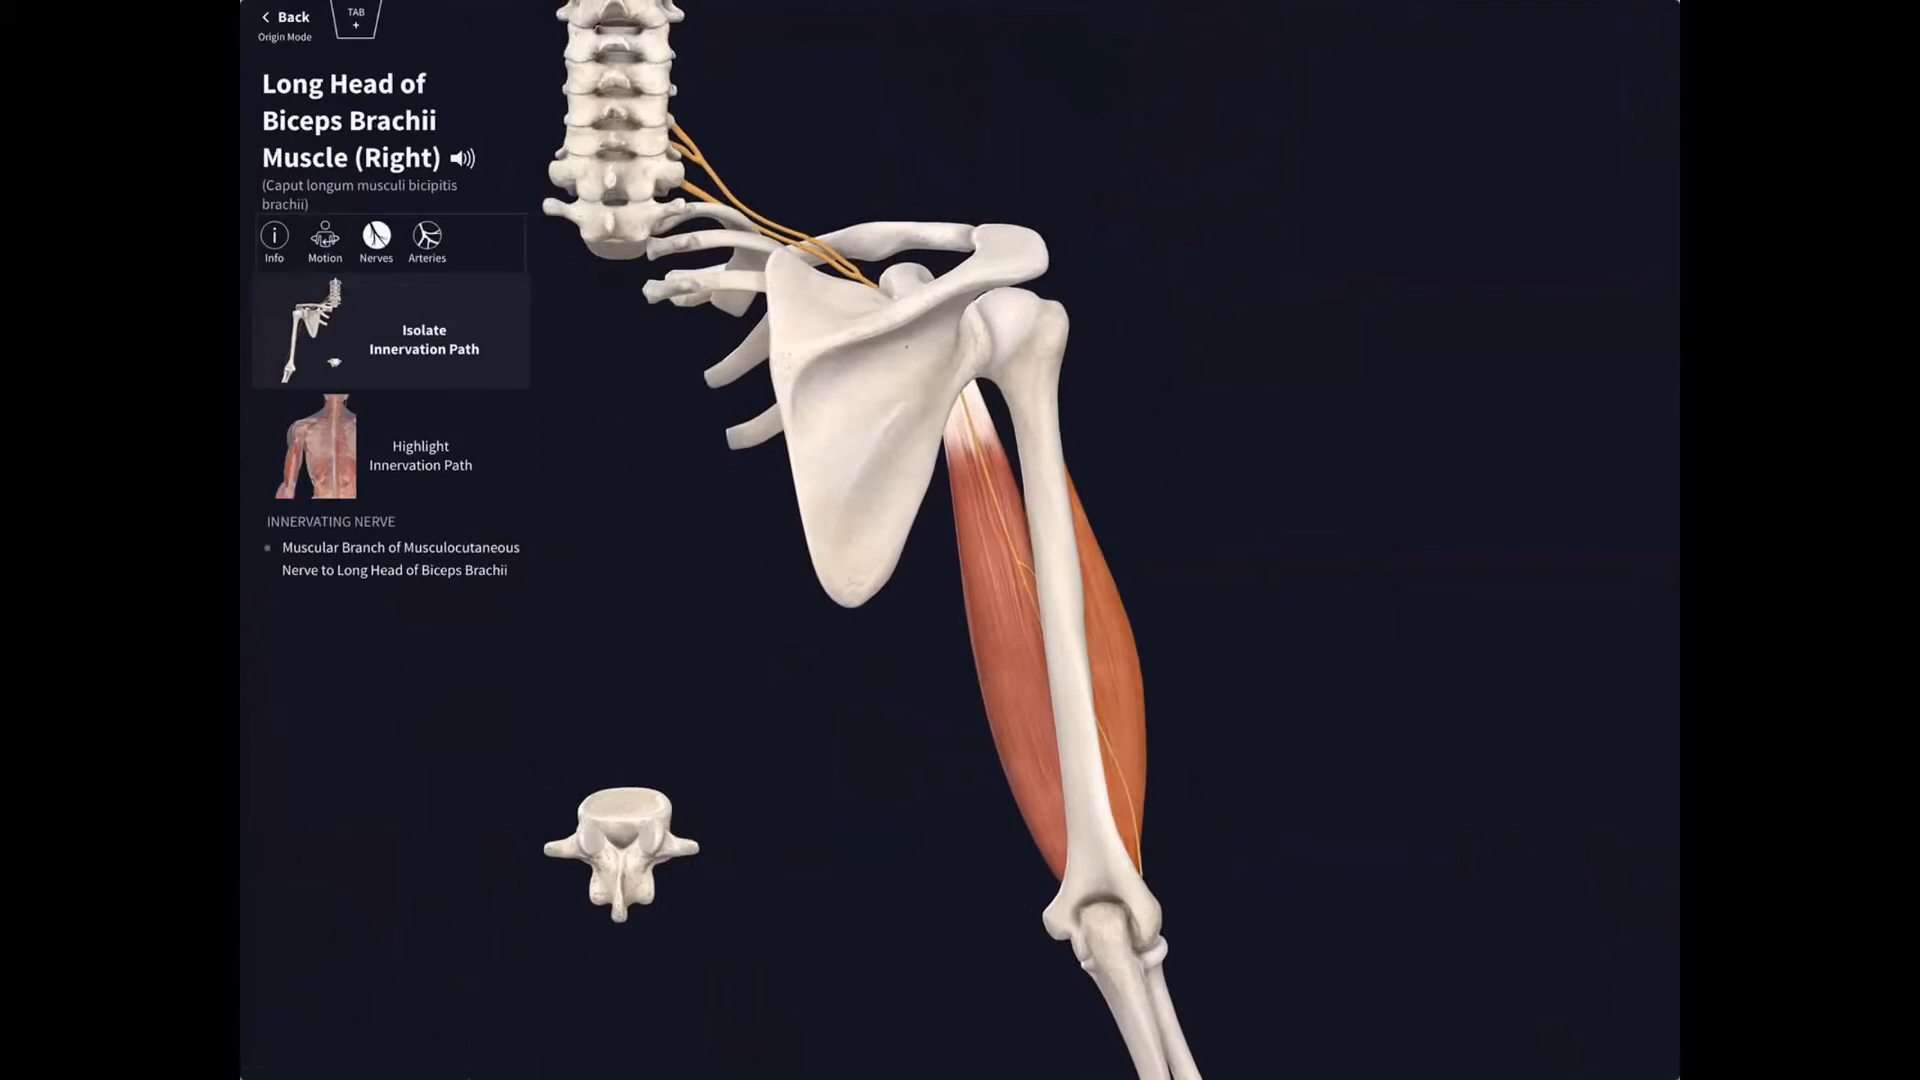 Back
TAB
+
Origin Mode
Long Head of
Biceps Brachii
Muscle (Right)
(Caput longum musculi bicipitis
brachii)
i
Info
Motion
Nerves
Arteries
Isolate
Innervation Path
Highlight
Innervation Path
INNERVATING NERVE
Muscular Branch of Musculocutaneous
Nerve to Long Head of Biceps Brachii